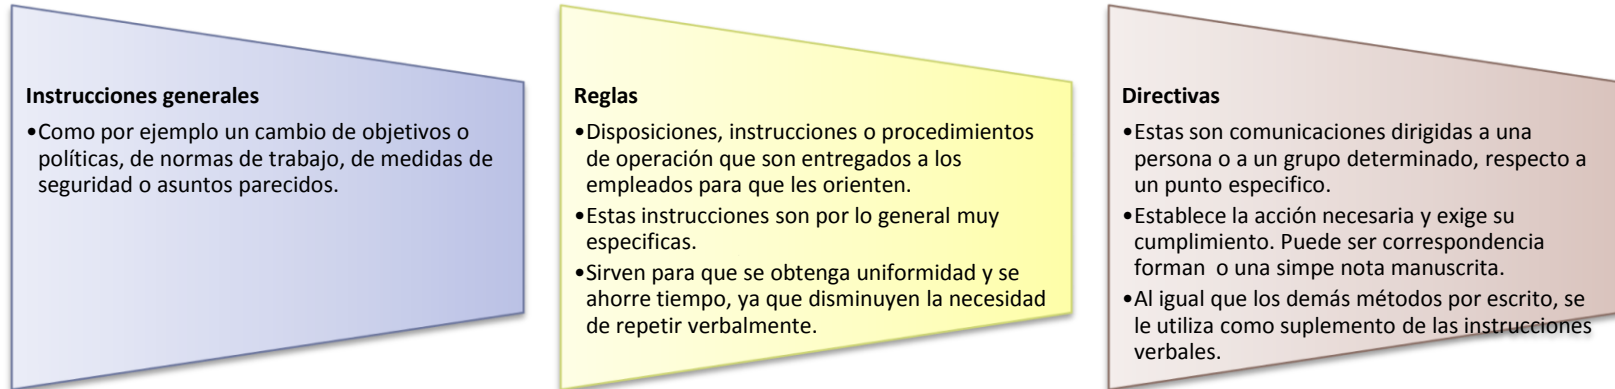 Instrucciones generales
•Como por ejemplo un cambio de objetivos o
políticas, de normas de trabajo, de medidas de
seguridad o asuntos parecidos.
Reglas
•Disposiciones, instrucciones o procedimientos
de operación que son entregados a los
empleados para que les orienten.
•Estas instrucciones son por lo general muy
especificas.
•Sirven para que se obtenga uniformidad y se
ahorre tiempo, ya que disminuyen la necesidad
de repetir verbalmente.
Directivas
•Estas son comunicaciones dirigidas a una
persona o a un grupo determinado, respecto a
un punto especifico.
•Establece la acción necesaria y exige su
cumplimiento. Puede ser correspondencia
forman  o una simpe nota manuscrita.
•Al igual que los demás métodos por escrito, se
le utiliza como suplemento de las instrucciones
verbales.